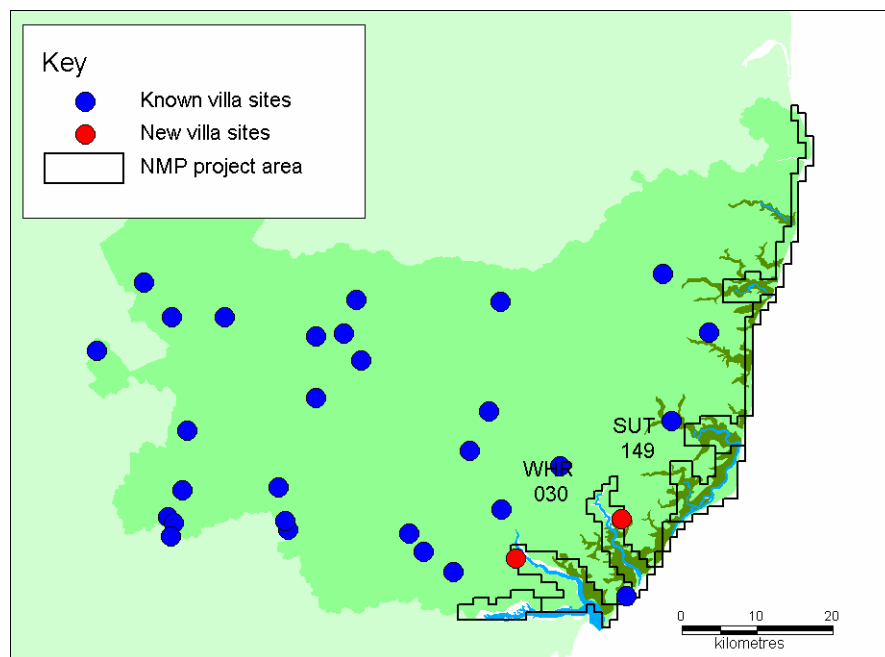 Key
Known villa sites
New villa sites
NMP project area
SUT
149
WHR
030
0 10 20
kilometres